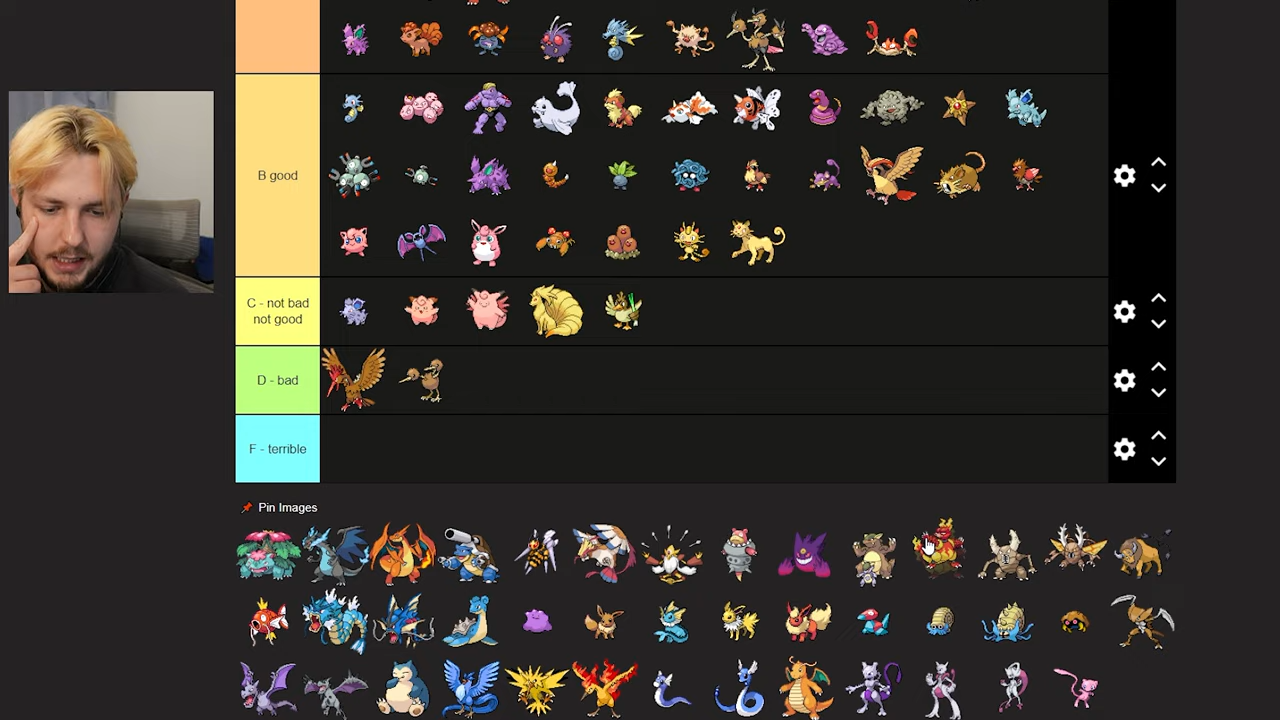 B good
C - not bad
not good
D - bad
F - terrible
Pin Images